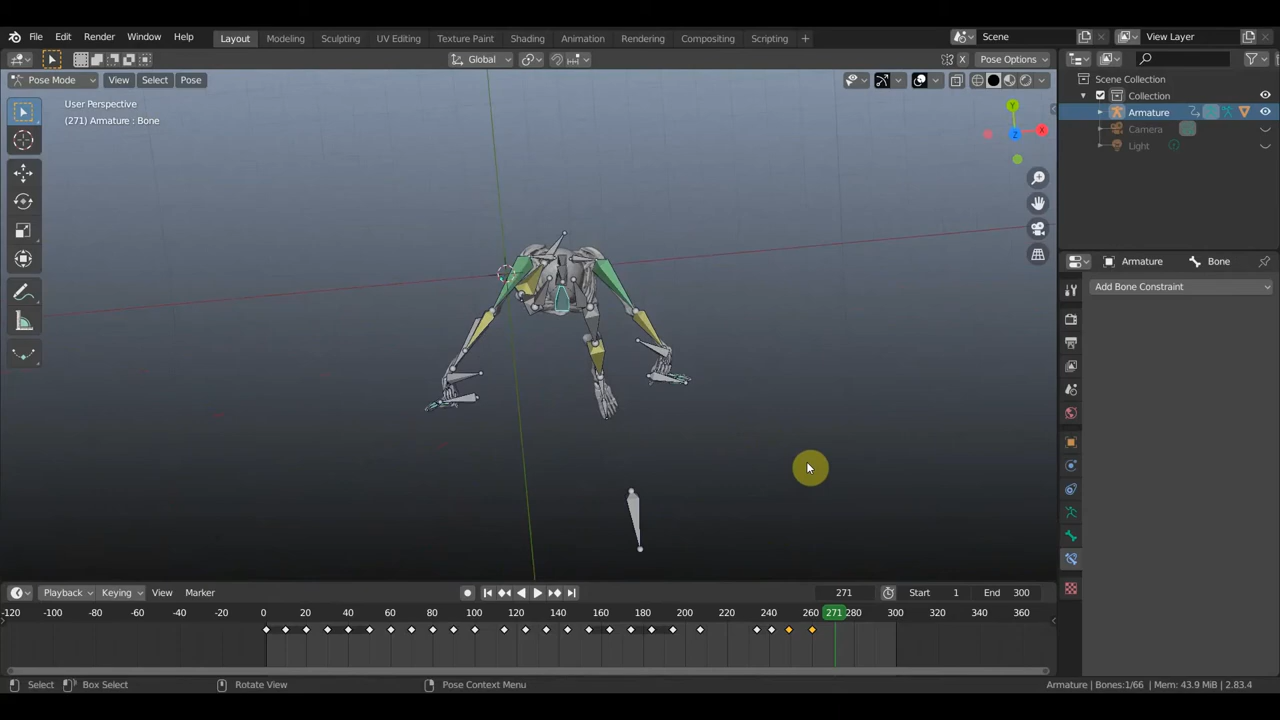 File Edit Render Window Help Layout Modeling Sculpting UV Editing Texture Paint Shading Animation Rendering Compositing Scripting + Scene View Layer
Global X Pose Options
Pose Mode View Select Pose
User Perspective
(271) Armature : Bone
Y
X
Z
Scene Collection
Collection
Armature
Camera
Light
Armature Bone
Add Bone Constraint
Playback Keying View Marker 271 Start 1 End 300
-120 -100 -80 -60 -40 -20 0 20 40 60 80 100 120 140 160 180 200 220 240 260 271 280 300 320 340 360
Select Box Select Rotate View Pose Context Menu Armature | Bones:1/66 | Mem: 43.9 MiB | 2.83.4